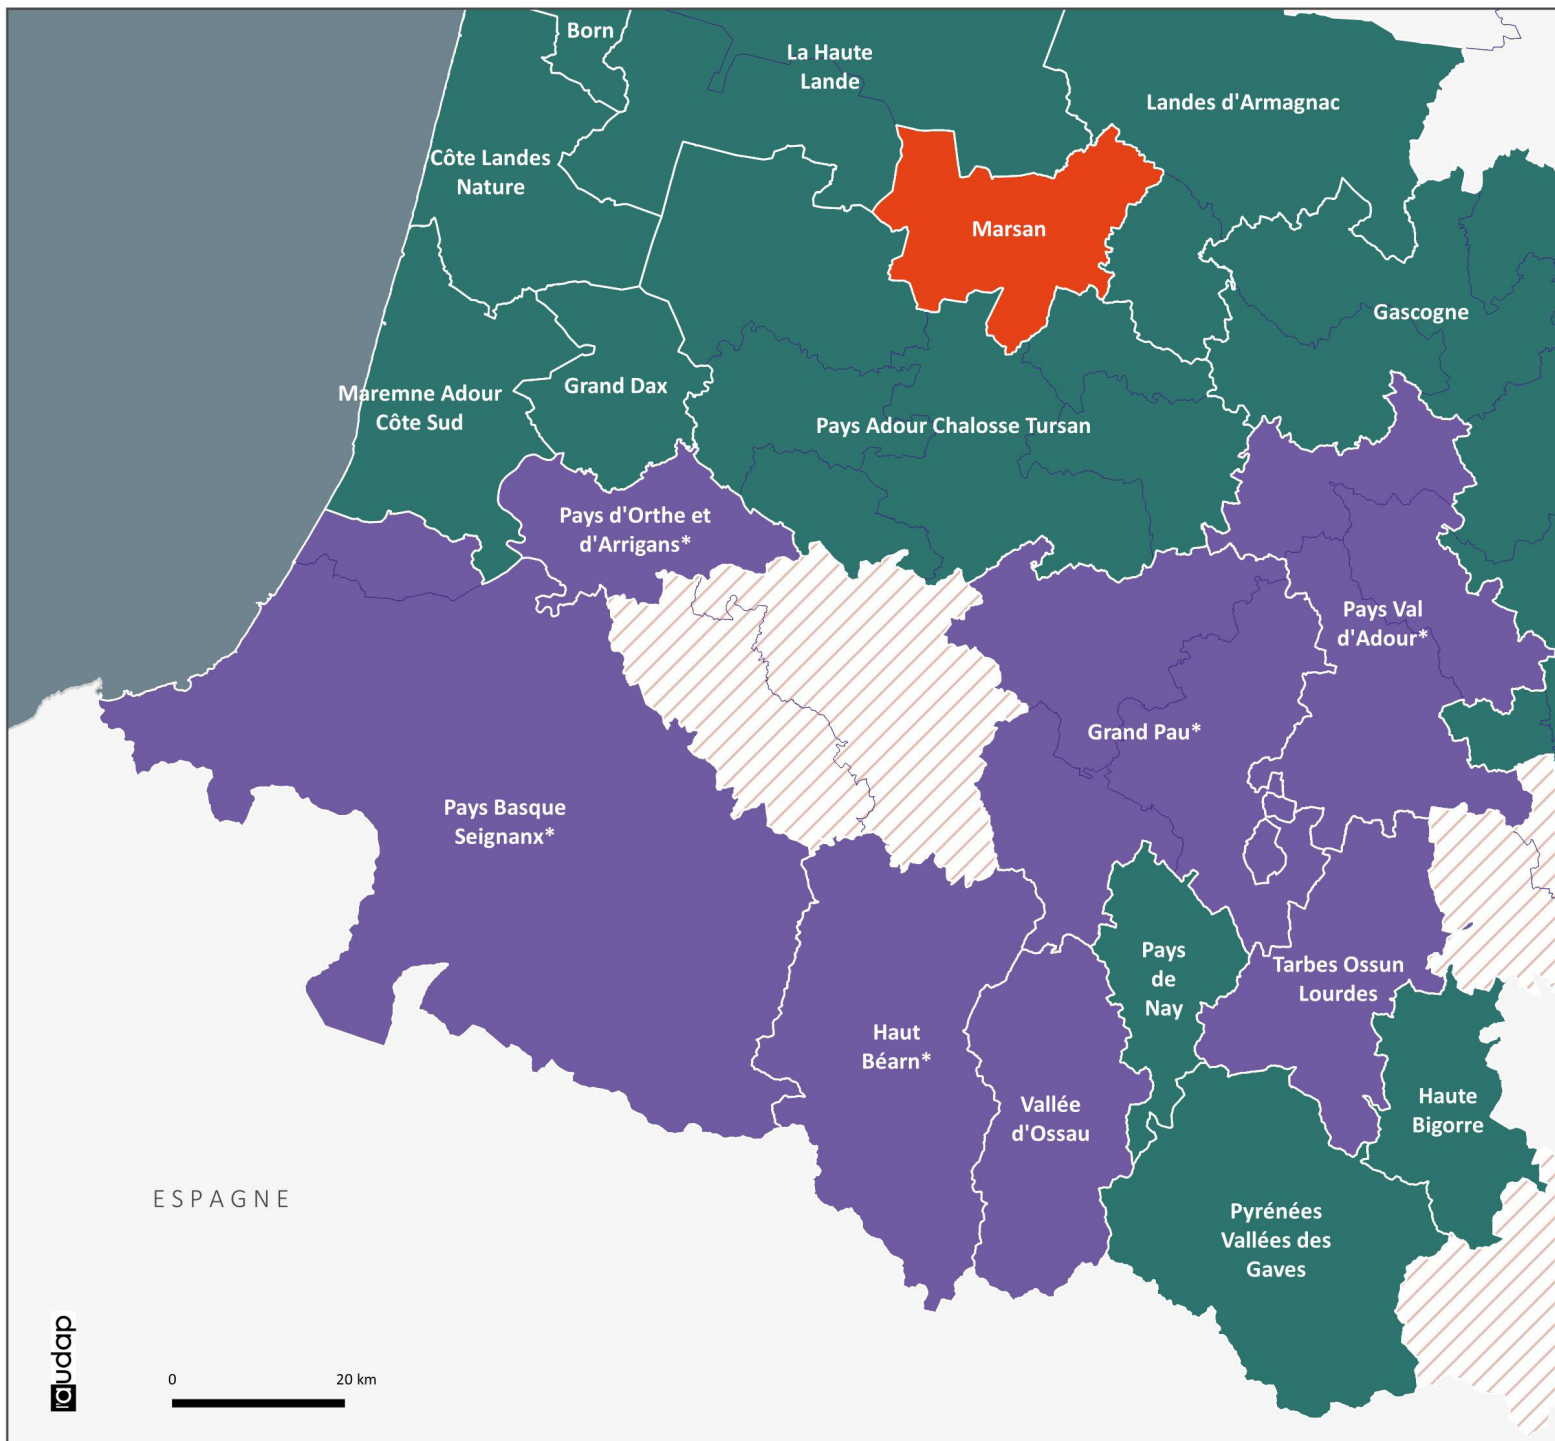 Born
La Haute
Lande
Landes d'Armagnac
Côte Landes
Nature
Marsan
Gascogne
Grand Dax
Maremne Adour
Côte Sud
Pays Adour Chalosse Tursan
Pays d'Orthe et
d'Arrigans*
Pays Val
d'Adour*
Grand Pau*
Pays Basque
Seignanx*
Pays
de
Nay
Tarbes Ossun
Lourdes
Haut
Béarn*
Vallée
d'Ossau
Haute
Bigorre
ESPAGNE
Pyrénées
Vallées des
Gaves
l'audap
0 20 km